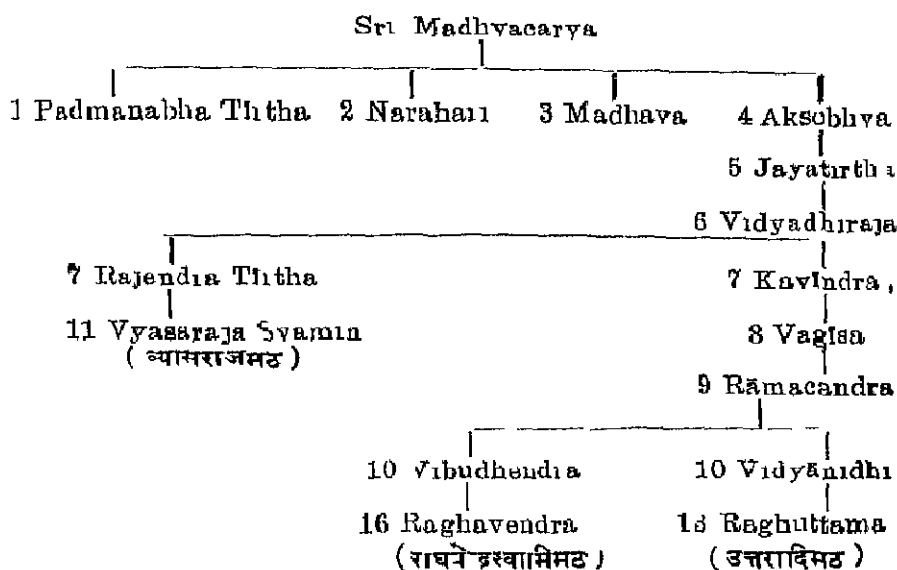 Sri Madhvacarya
1 Padmanabha Tirtha 2 Narahari 3 Madhava 4 Aksobhya
5 Jayatirtha
6 Vidyadhiraja
7 Rajendra Tirtha 7 Kavindra,
11 Vyasaraja Svamin 8 Vagisa
(व्यासराजमठ)
9 Rāmacandra
10 Vibudhendra 10 Vidyānidhi
16 Raghavendra 13 Raghuttama
(राघवेंद्रस्वामिमठ) (उत्तरादिमठ)